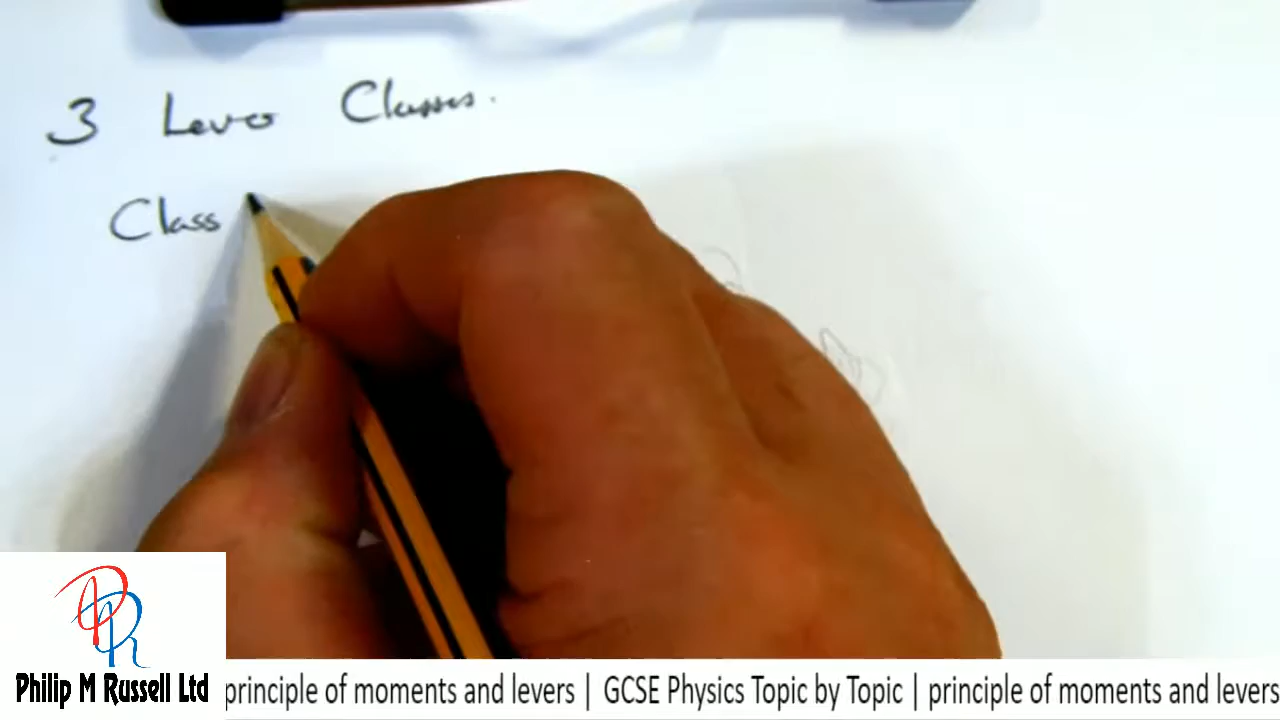 3 Lever Classes.
Class
Philip M Russell Ltd
principle of moments and levers | GCSE Physics Topic by Topic | principle of moments and levers